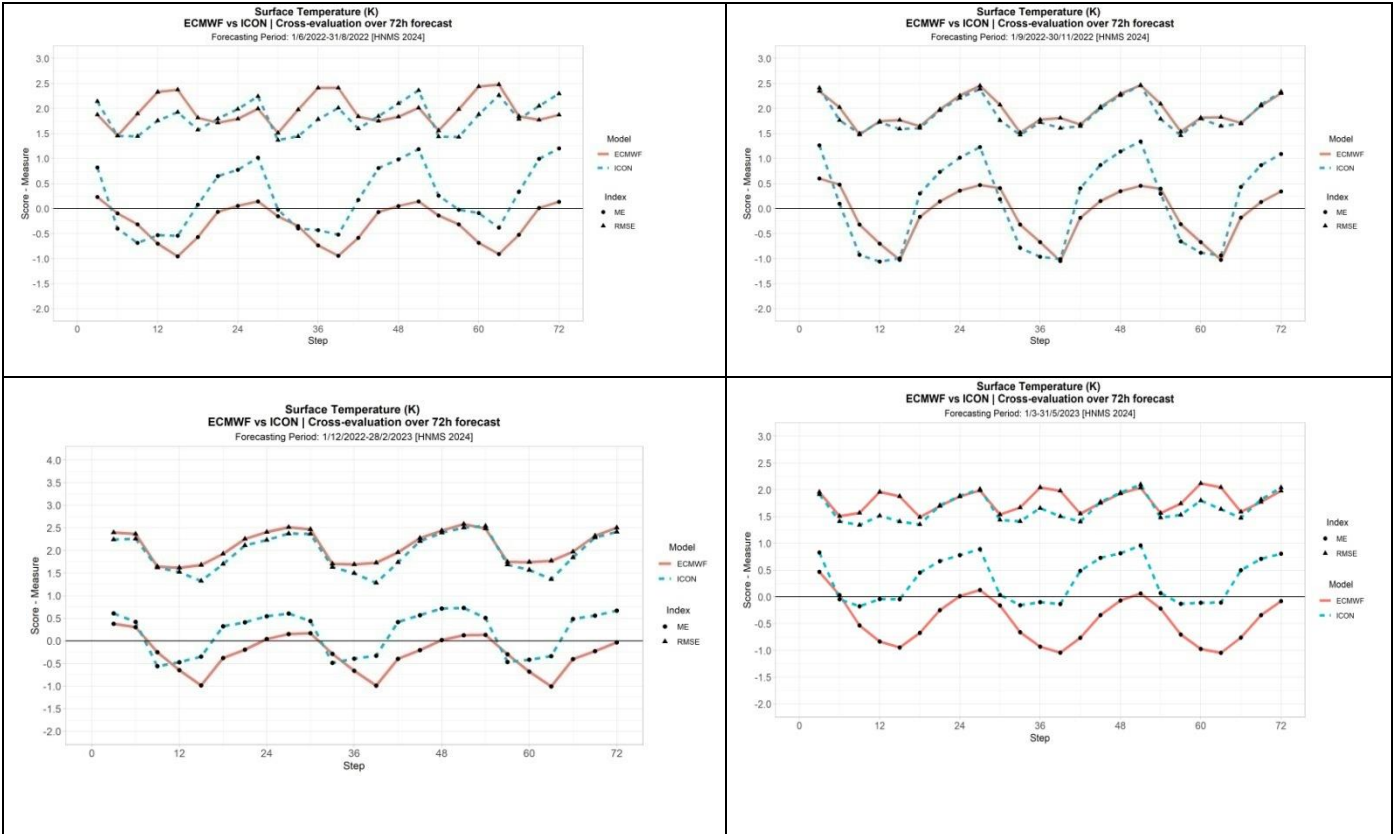 Surface Temperature (K)
ECMWF vs ICON | Cross-evaluation over 72h forecast
Forecasting Period: 1/6/2022-31/8/2022 [HNMS 2024]
3.0
2.5
2.0
1.5
1.0
0.5
0.0
-0.5
-1.0
-1.5
-2.0
Score - Measure
0 12 24 36 48 60 72
Step
Model
ECMWF
ICON
Index
ME
RMSE
Surface Temperature (K)
ECMWF vs ICON | Cross-evaluation over 72h forecast
Forecasting Period: 1/9/2022-30/11/2022 [HNMS 2024]
3.0
2.5
2.0
1.5
1.0
0.5
0.0
-0.5
-1.0
-1.5
-2.0
Score - Measure
0 12 24 36 48 60 72
Step
Model
ECMWF
ICON
Index
ME
RMSE
Surface Temperature (K)
ECMWF vs ICON | Cross-evaluation over 72h forecast
Forecasting Period: 1/12/2022-28/2/2023 [HNMS 2024]
4.0
3.5
3.0
2.5
2.0
1.5
1.0
0.5
0.0
-0.5
-1.0
-1.5
-2.0
Score - Measure
0 12 24 36 48 60 72
Step
Model
ECMWF
ICON
Index
ME
RMSE
Surface Temperature (K)
ECMWF vs ICON | Cross-evaluation over 72h forecast
Forecasting Period: 1/3-31/5/2023 [HNMS 2024]
3.0
2.5
2.0
1.5
1.0
0.5
0.0
-0.5
-1.0
-1.5
-2.0
Score - Measure
0 12 24 36 48 60 72
Step
Index
ME
RMSE
Model
ECMWF
ICON